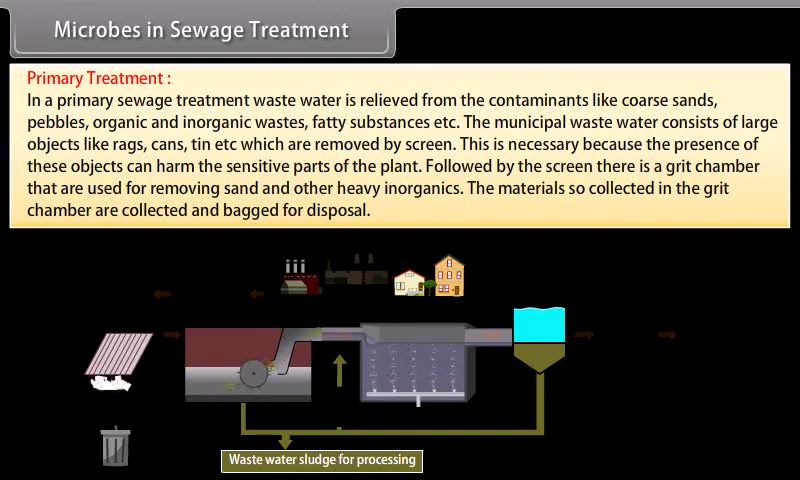 Microbes in Sewage Treatment
Primary Treatment :
In a primary sewage treatment waste water is relieved from the contaminants like coarse sands,
pebbles, organic and inorganic wastes, fatty substances etc. The municipal waste water consists of large
objects like rags, cans, tin etc which are removed by screen. This is necessary because the presence of
these objects can harm the sensitive parts of the plant. Followed by the screen there is a grit chamber
that are used for removing sand and other heavy inorganics. The materials so collected in the grit
chamber are collected and bagged for disposal.
Waste water sludge for processing